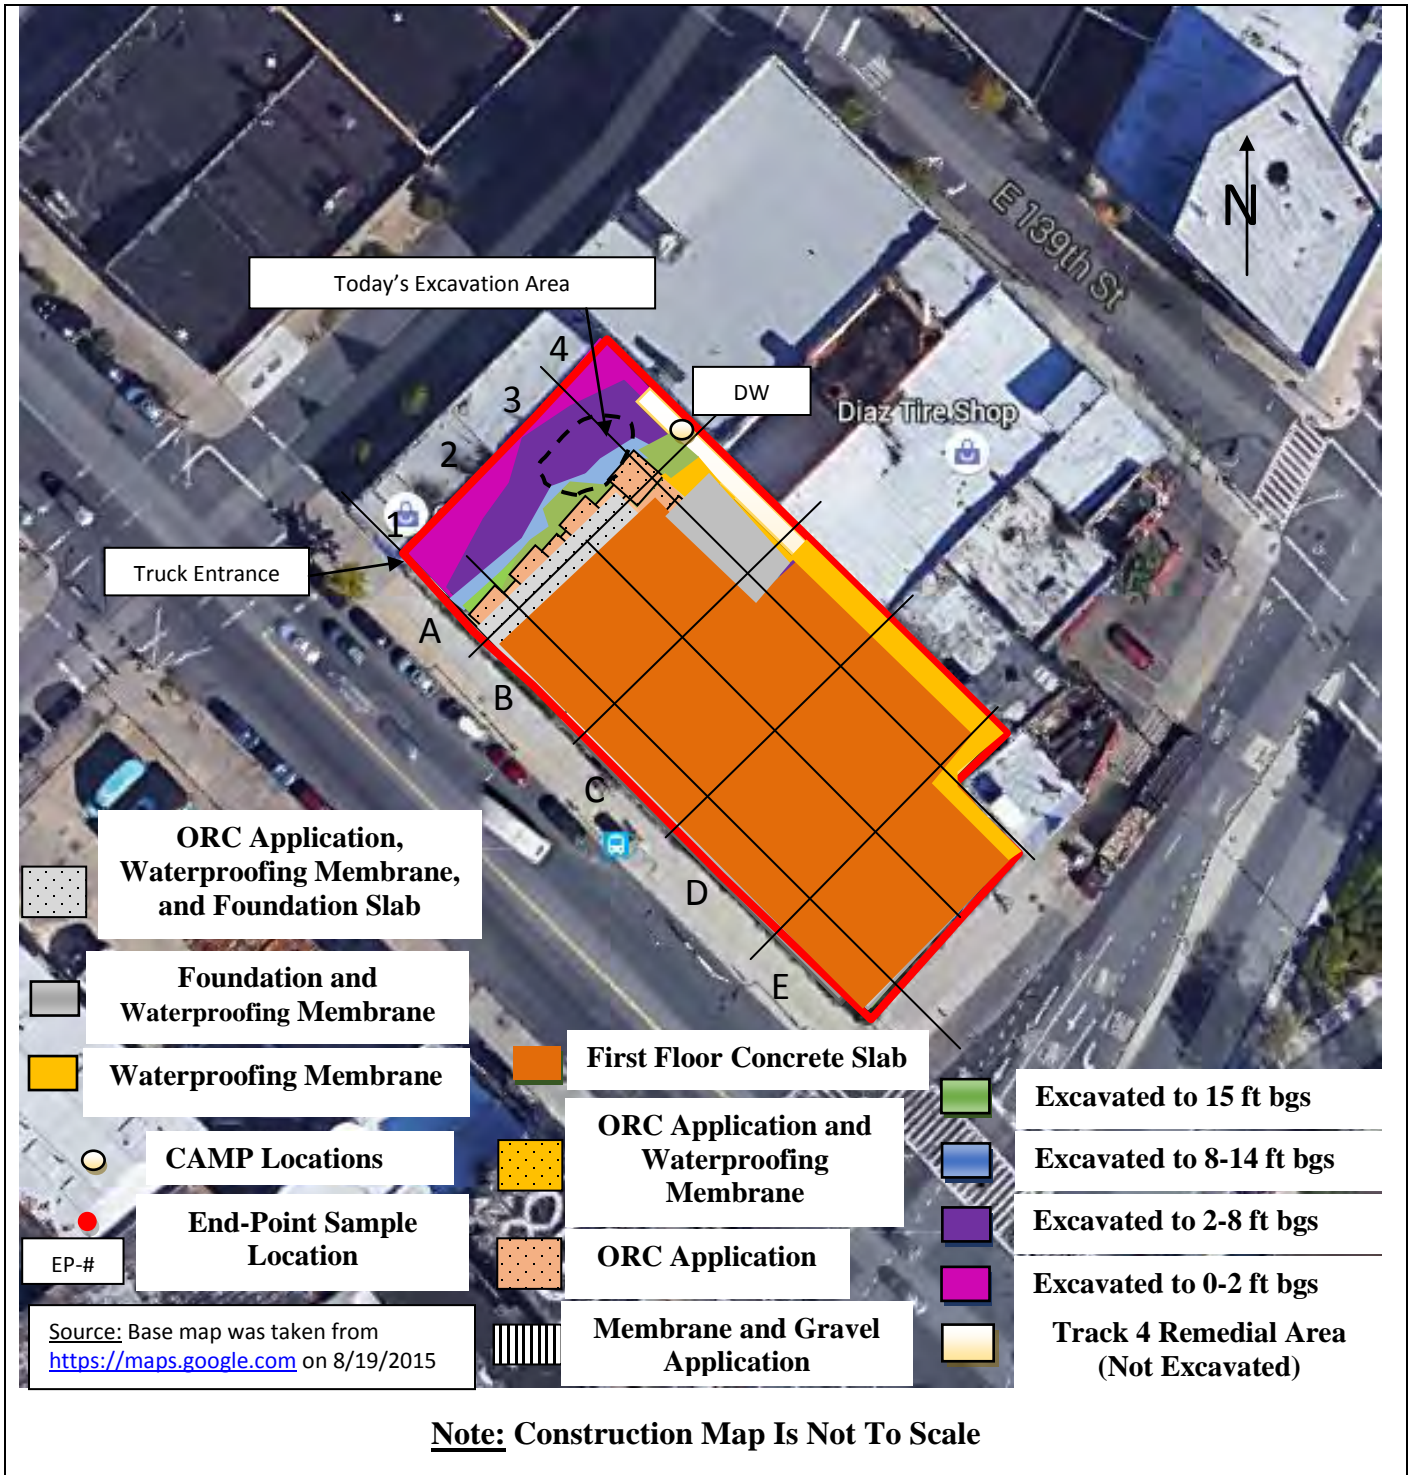 E 139th St
N
Today's Excavation Area
4
DW
3
Diaz Tire Shop
2
1
Truck Entrance
A
B
C
D
E
ORC Application,
Waterproofing Membrane,
and Foundation Slab
Foundation and
Waterproofing Membrane
Waterproofing Membrane
CAMP Locations
End-Point Sample
Location
EP-#
Source: Base map was taken from
https://maps.google.com on 8/19/2015
First Floor Concrete Slab
ORC Application and
Waterproofing
Membrane
ORC Application
Membrane and Gravel
Application
Excavated to 15 ft bgs
Excavated to 8-14 ft bgs
Excavated to 2-8 ft bgs
Excavated to 0-2 ft bgs
Track 4 Remedial Area
(Not Excavated)
Note: Construction Map Is Not To Scale